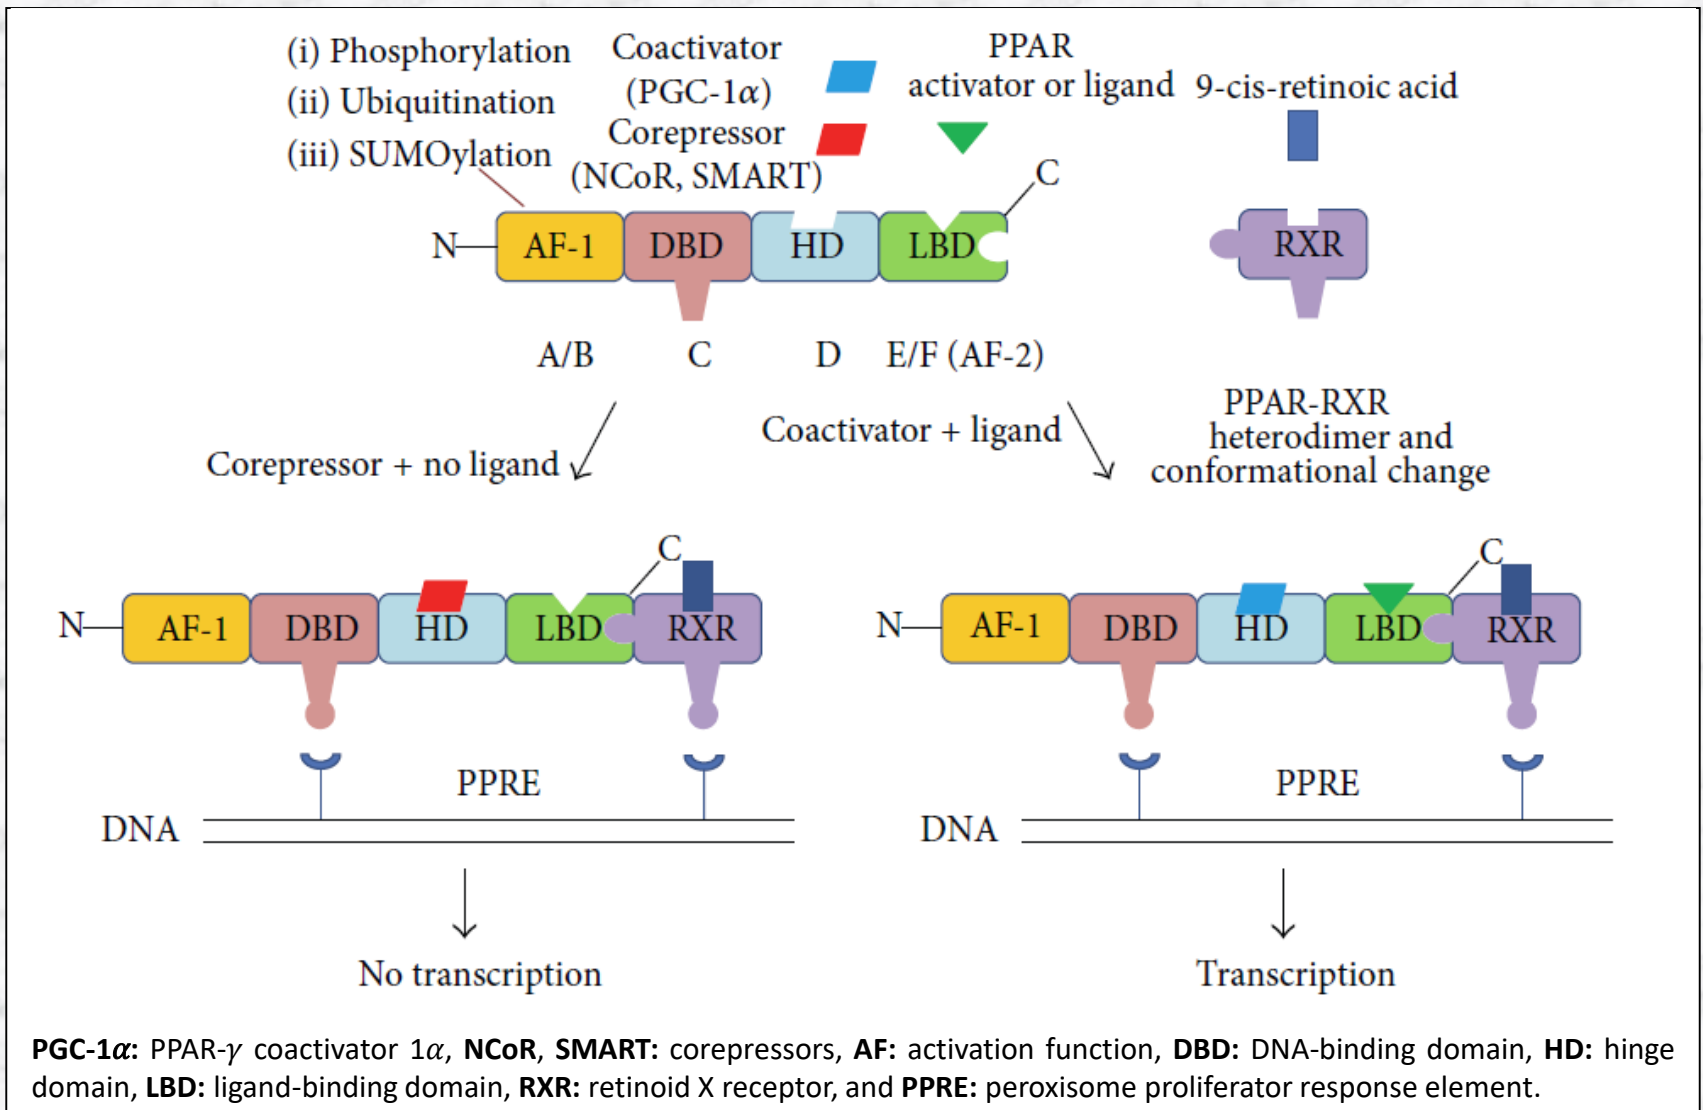 (i) Phosphorylation
(ii) Ubiquitination
(iii) SUMOylation
Coactivator
(PGC-1α)
Corepressor
(NCoR, SMART)
PPAR
activator or ligand
9-cis-retinoic acid
C
N
AF-1
DBD
HD
LBD
RXR
A/B
C
D
E/F (AF-2)
Corepressor + no ligand
Coactivator + ligand
PPAR-RXR
heterodimer and
conformational change
C
N
AF-1
DBD
HD
LBD
RXR
PPRE
DNA
No transcription
C
N
AF-1
DBD
HD
LBD
RXR
PPRE
DNA
Transcription
PGC-1α: PPAR-γ coactivator 1α, NCoR, SMART: corepressors, AF: activation function, DBD: DNA-binding domain, HD: hinge
domain, LBD: ligand-binding domain, RXR: retinoid X receptor, and PPRE: peroxisome proliferator response element.